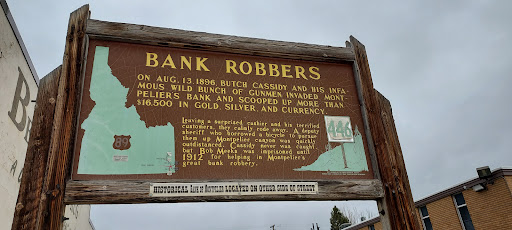 BANK ROBBERS
ON AUG. 13, 1896, BUTCH CASSIDY AND HIS INFA-
MOUS WILD BUNCH OF GUNMEN INVADED MONT-
PELIER'S BANK AND SCOOPED UP MORE THAN
$16,500 IN GOLD, SILVER, AND CURRENCY.
Leaving a surprised cashier and his terrified
customers, they calmly rode away. A deputy
sheriff who borrowed a bicycle to pursue
them up Montpelier canyon was quickly
outdistanced. Cassidy never was caught,
but Bob Meeks was imprisoned until
1912 for helping in Montpelier's
great bank robbery.
446
HISTORICAL LIST OF ROBBERIES LOCATED ON OTHER SIDE OF STREET